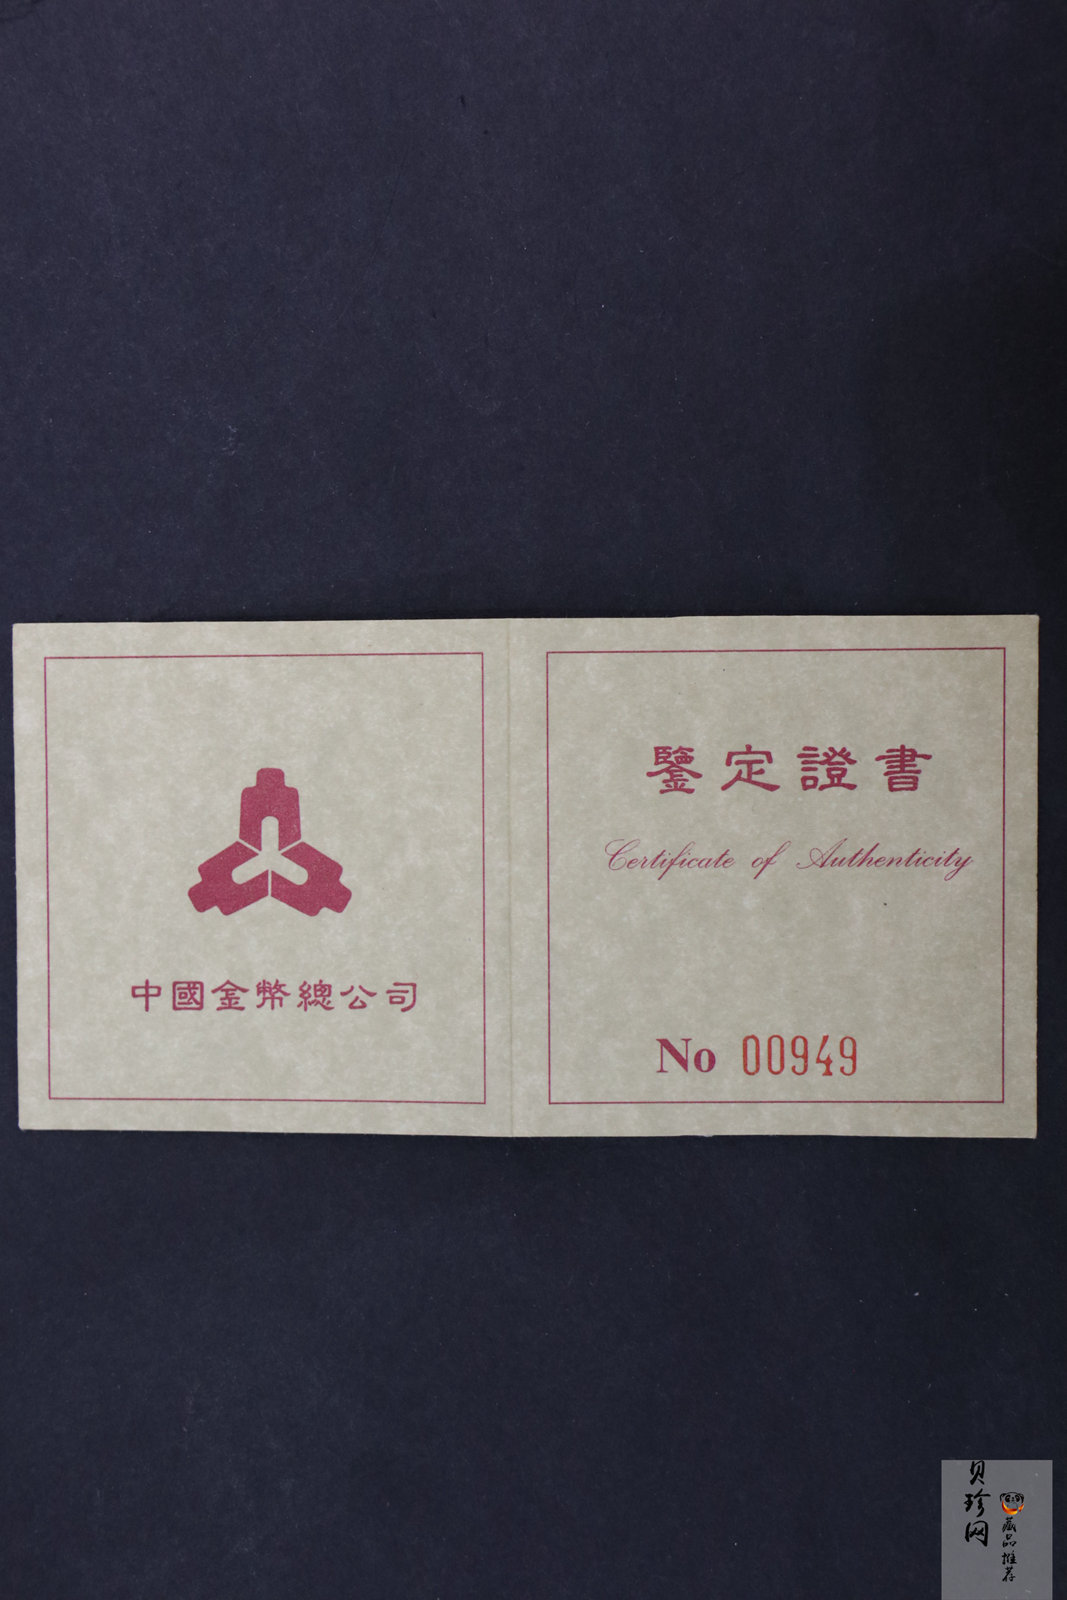 鑒定證書
Certificate of Authenticity
No 00949
中國金幣總公司
贝珍网
藏品推荐